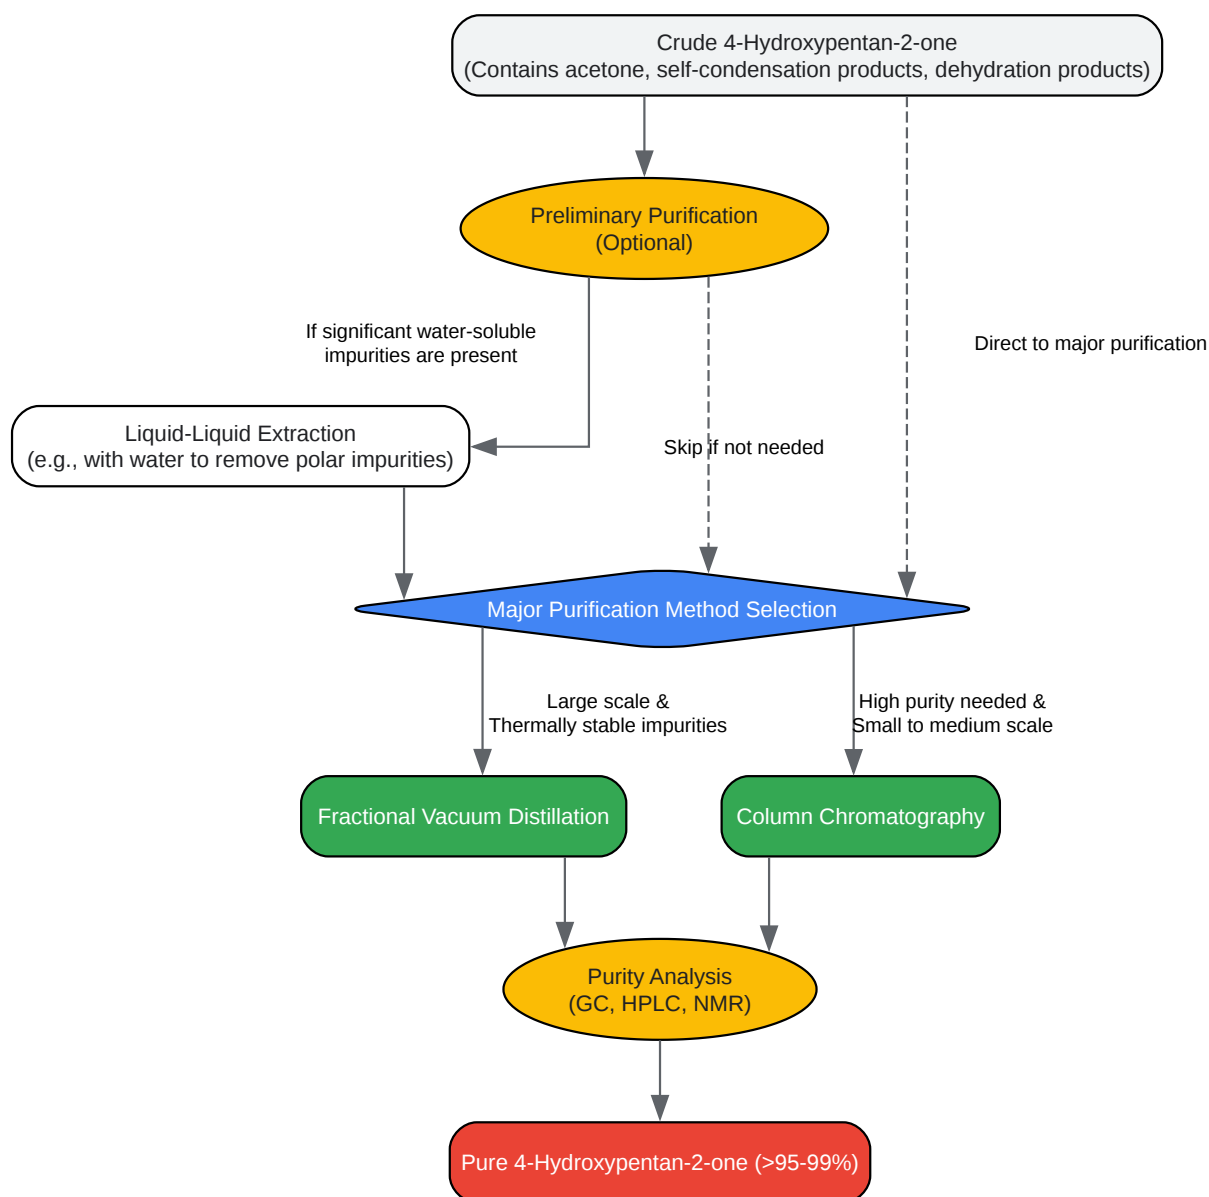 Crude 4-Hydroxypentan-2-one
(Contains acetone, self-condensation products, dehydration products)
Preliminary Purification
(Optional)
If significant water-soluble
impurities are present
Direct to major purification
Liquid-Liquid Extraction
(e.g., with water to remove polar impurities)
Skip if not needed
Major Purification Method Selection
Large scale &
Thermally stable impurities
High purity needed &
Small to medium scale
Fractional Vacuum Distillation
Column Chromatography
Purity Analysis
(GC, HPLC, NMR)
Pure 4-Hydroxypentan-2-one (>95-99%)